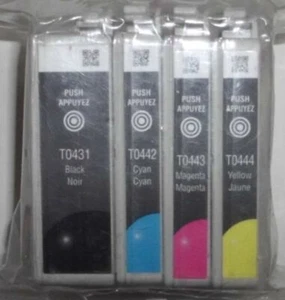 PUSH
APPUYEZ
T0431
Black
Noir
PUSH
APPUYEZ
T0442
Cyan
Cyan
PUSH
APPUYEZ
T0443
Magenta
Magenta
PUSH
APPUYEZ
T0444
Yellow
Jaune